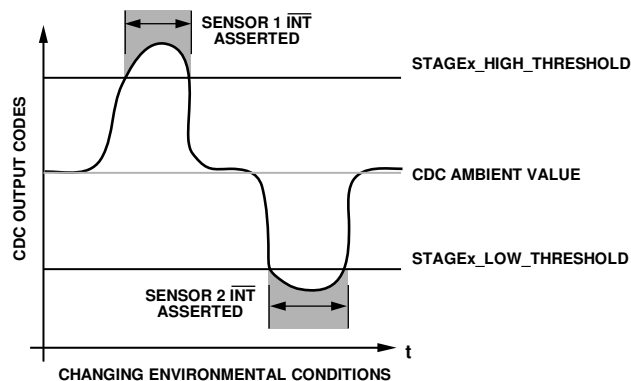 SENSOR 1 INT
ASSERTED
STAGEx_HIGH_THRESHOLD
CDC OUTPUT CODES
CDC AMBIENT VALUE
STAGEx_LOW_THRESHOLD
SENSOR 2 INT
ASSERTED
t
CHANGING ENVIRONMENTAL CONDITIONS